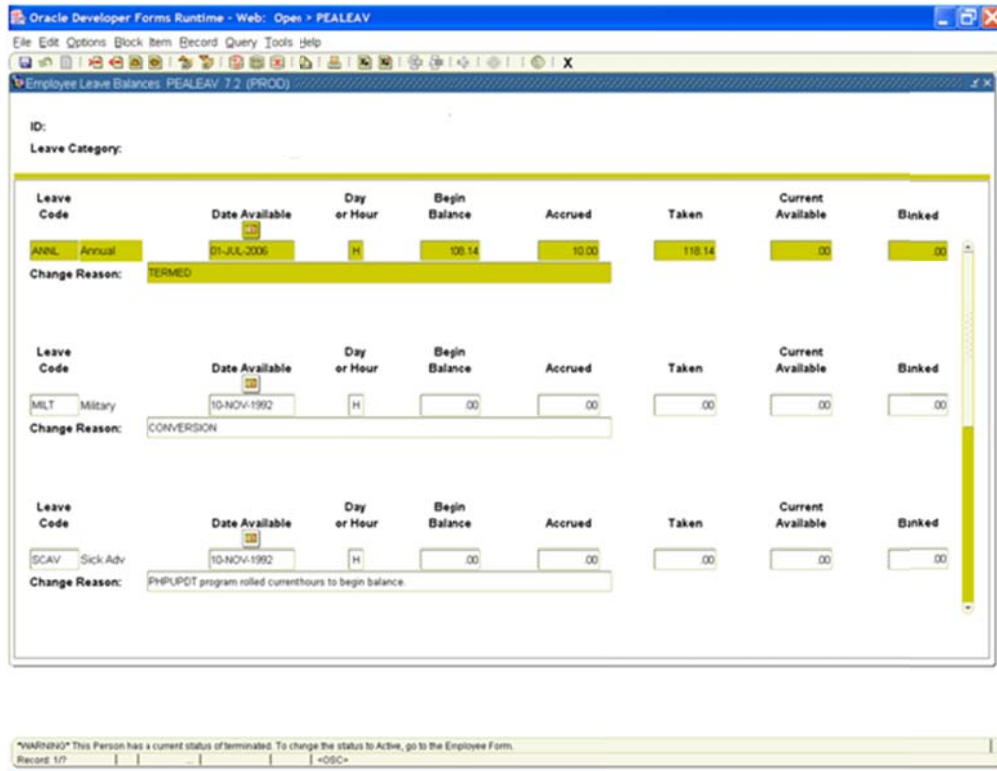 Oracle Developer Forms Runtime - Web: Open > PEALEAV
File Edit Options Block Item Record Query Tools Help
Employee Leave Balances PEALEAV 7.2 (PROD)
ID:
Leave Category:
Leave Code Date Available Day or Hour Begin Balance Accrued Taken Current Available Banked
ANNL Annual 01-JUL-2006 H 108.14 10.00 118.14 .00 .00
Change Reason: TERMED
Leave Code Date Available Day or Hour Begin Balance Accrued Taken Current Available Banked
MILT Military 10-NOV-1992 H .00 .00 .00 .00 .00
Change Reason: CONVERSION
Leave Code Date Available Day or Hour Begin Balance Accrued Taken Current Available Banked
SCAV Sick Adv 10-NOV-1992 H .00 .00 .00 .00 .00
Change Reason: PHPUPDT program rolled currenthours to begin balance.
*WARNING* This Person has a current status of terminated. To change the status to Active, go to the Employee Form.
Record: 1/? ... <OSC>